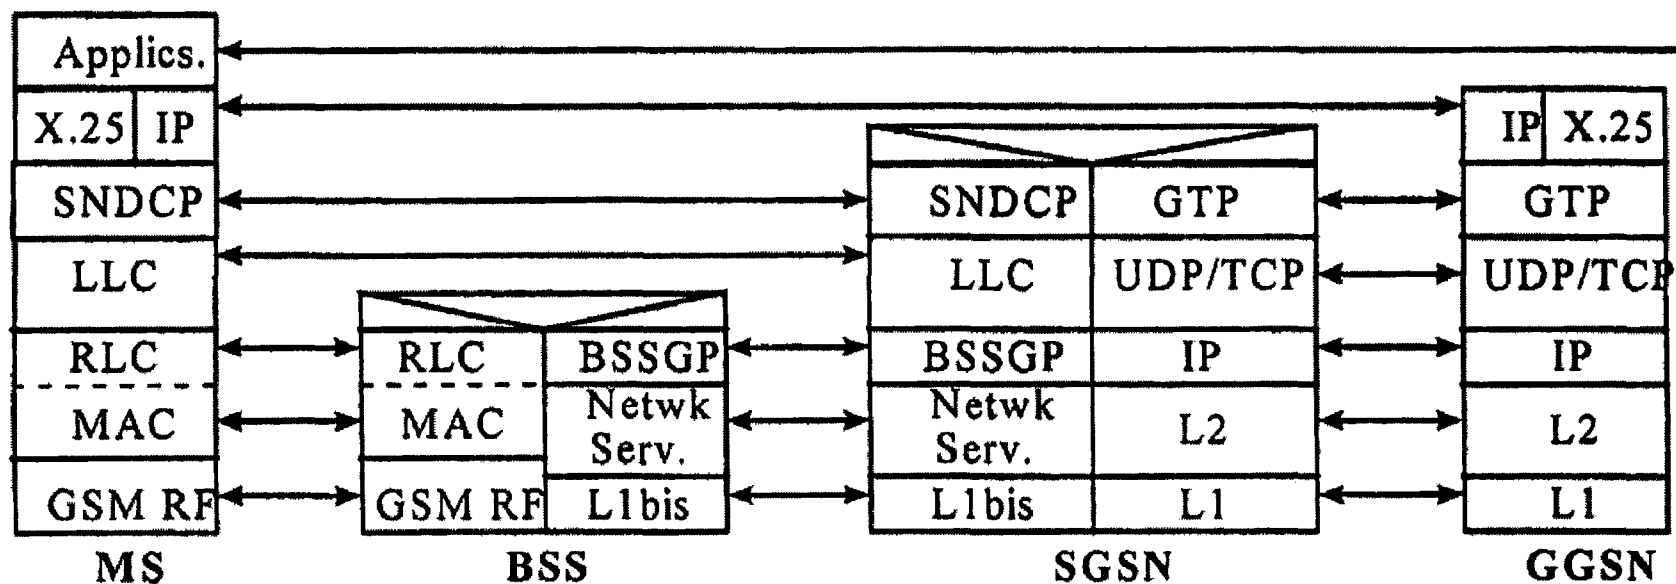 Applics.
X.25 IP IP X.25
SNDCP SNDCP GTP GTP
LLC LLC UDP/TCP UDP/TCP
RLC RLC BSSGP BSSGP IP IP
MAC MAC Netwk Serv. Netwk Serv. L2 L2
GSM RF GSM RF L1bis L1bis L1 L1
MS BSS SGSN GGSN